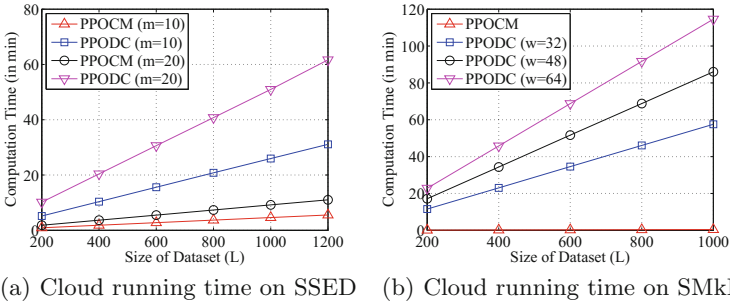 80
60
40
20
0
200
400
600
800
1000
1200
Computation Time (in min)
Size of Dataset (L)
PPOCM (m=10)
PPODC (m=10)
PPOCM (m=20)
PPODC (m=20)
(a) Cloud running time on SSED
120
100
80
60
40
20
0
200
400
600
800
1000
Computation Time (in min)
Size of Dataset (L)
PPOCM
PPODC (w=32)
PPODC (w=48)
PPODC (w=64)
(b) Cloud running time on